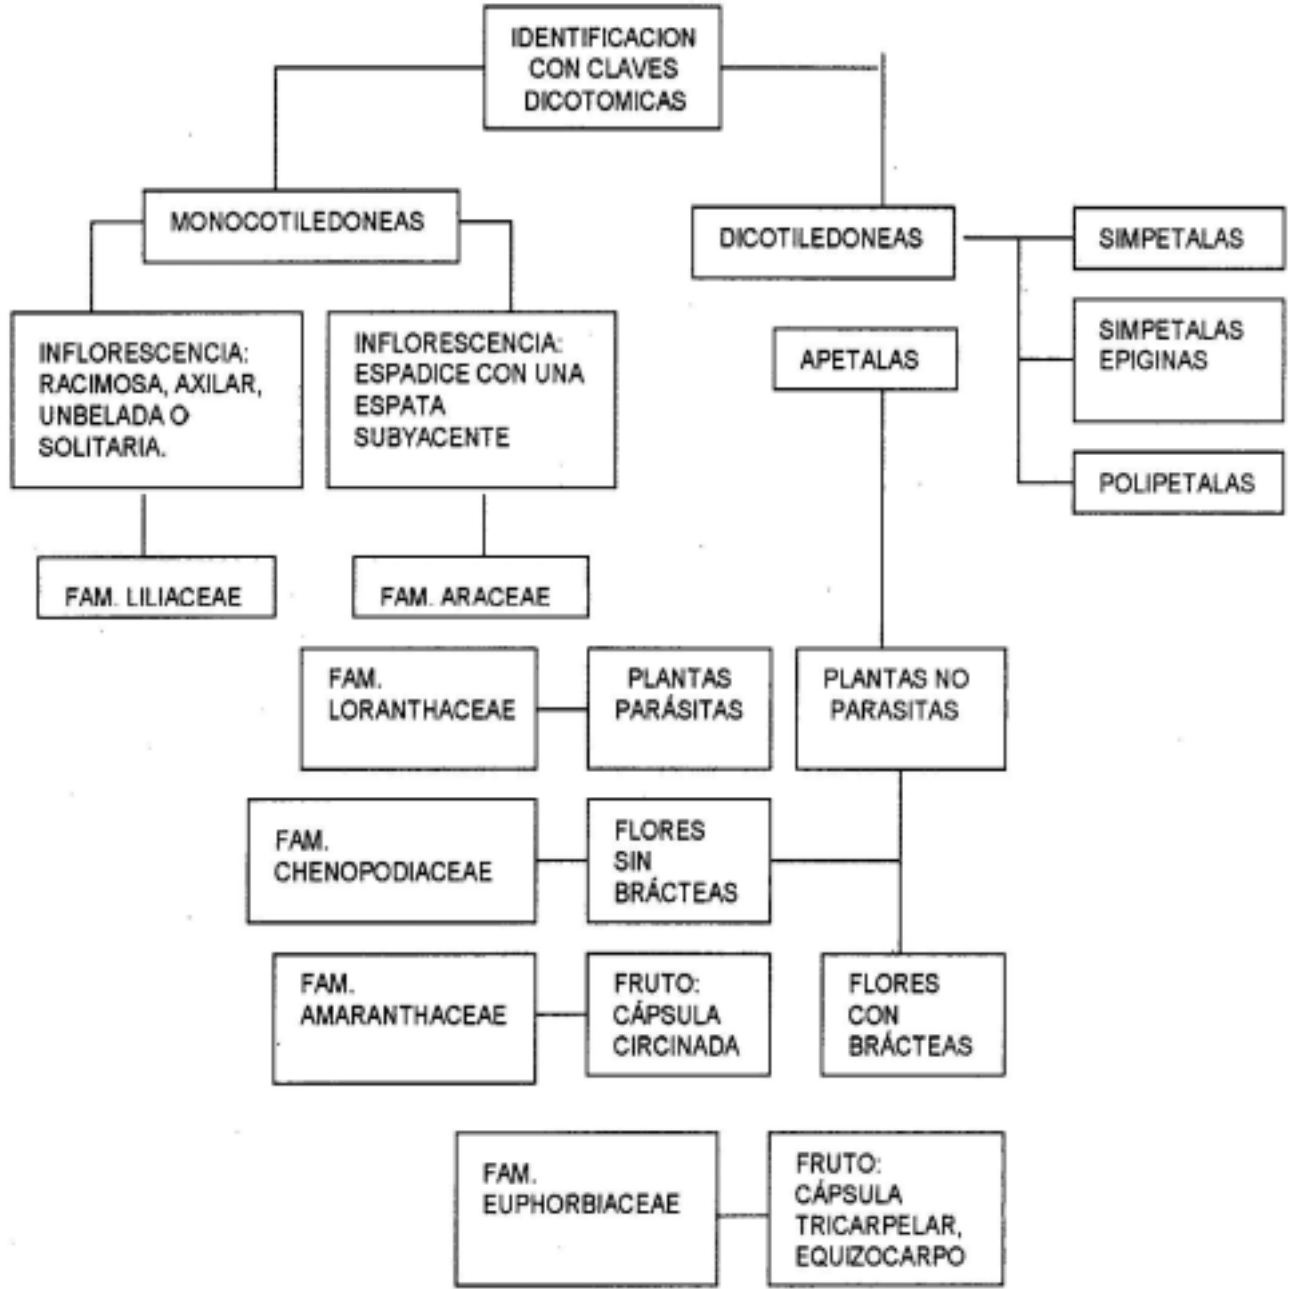 IDENTIFICACION
CON CLAVES
DICOTOMICAS
MONOCOTILEDONEAS
DICOTILEDONEAS
SIMPETALAS
SIMPETALAS
EPIGINAS
POLIPETALAS
APETALAS
INFLORESCENCIA:
RACIMOSA, AXILAR,
UNBELADA O
SOLITARIA.
INFLORESCENCIA:
ESPADICE CON UNA
ESPATA
SUBYACENTE
FAM. LILIACEAE
FAM. ARACEAE
FAM.
LORANTHACEAE
PLANTAS
PARÁSITAS
PLANTAS NO
PARASITAS
FAM.
CHENOPODIACEAE
FLORES
SIN
BRÁCTEAS
FAM.
AMARANTHACEAE
FRUTO:
CÁPSULA
CIRCINADA
FLORES
CON
BRÁCTEAS
FAM.
EUPHORBIACEAE
FRUTO:
CÁPSULA
TRICARPELAR,
EQUIZOCARPO